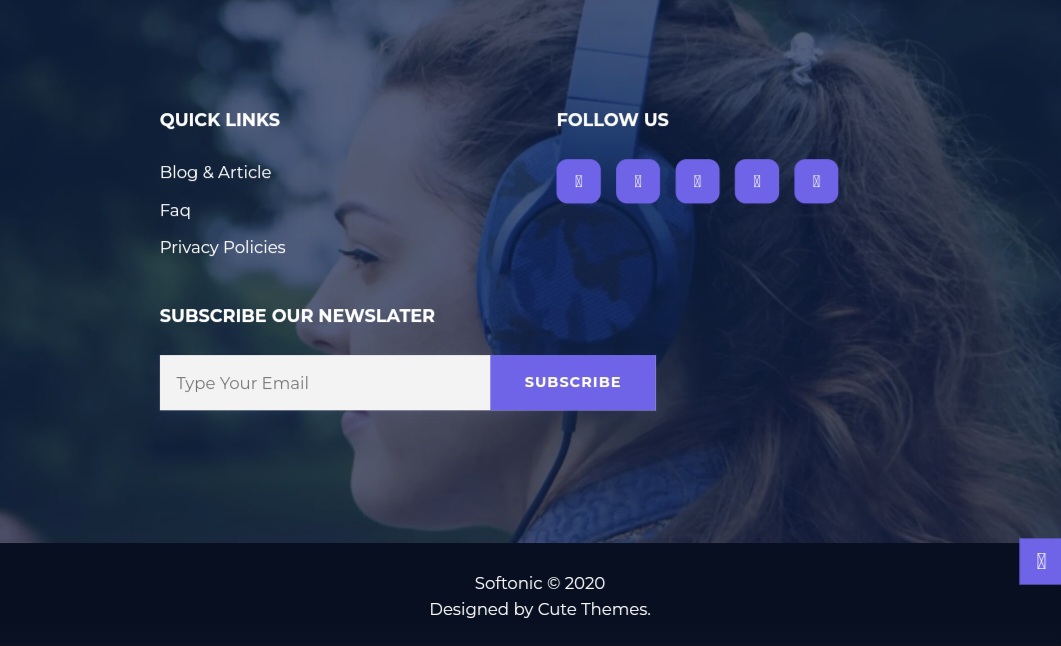 QUICK LINKS
Blog & Article
Faq
Privacy Policies
FOLLOW US
SUBSCRIBE OUR NEWSLATER
Type Your Email
SUBSCRIBE
Softonic © 2020
Designed by Cute Themes.